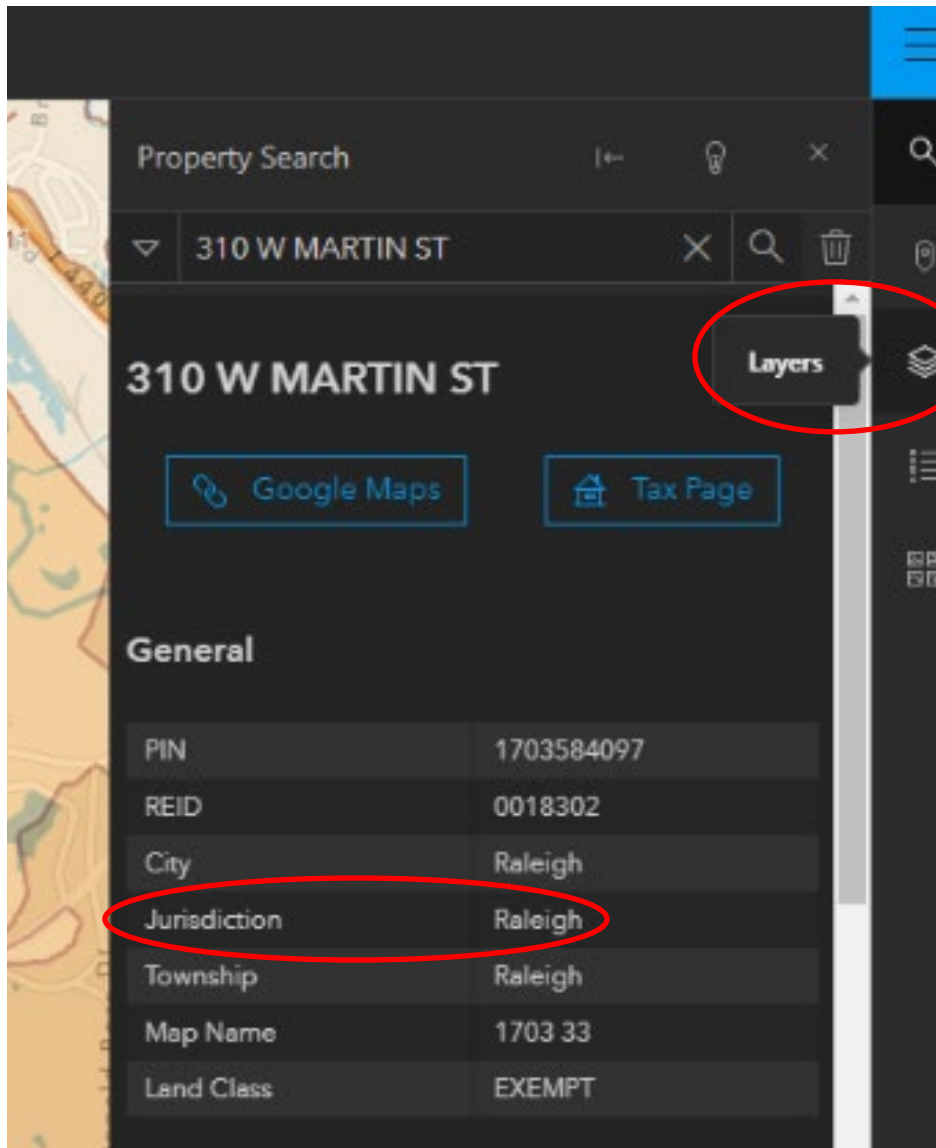 Property Search
310 W MARTIN ST
310 W MARTIN ST
Layers
Google Maps
Tax Page
General
PIN 1703584097
REID 0018302
City Raleigh
Jurisdiction Raleigh
Township Raleigh
Map Name 1703 33
Land Class EXEMPT
I 440